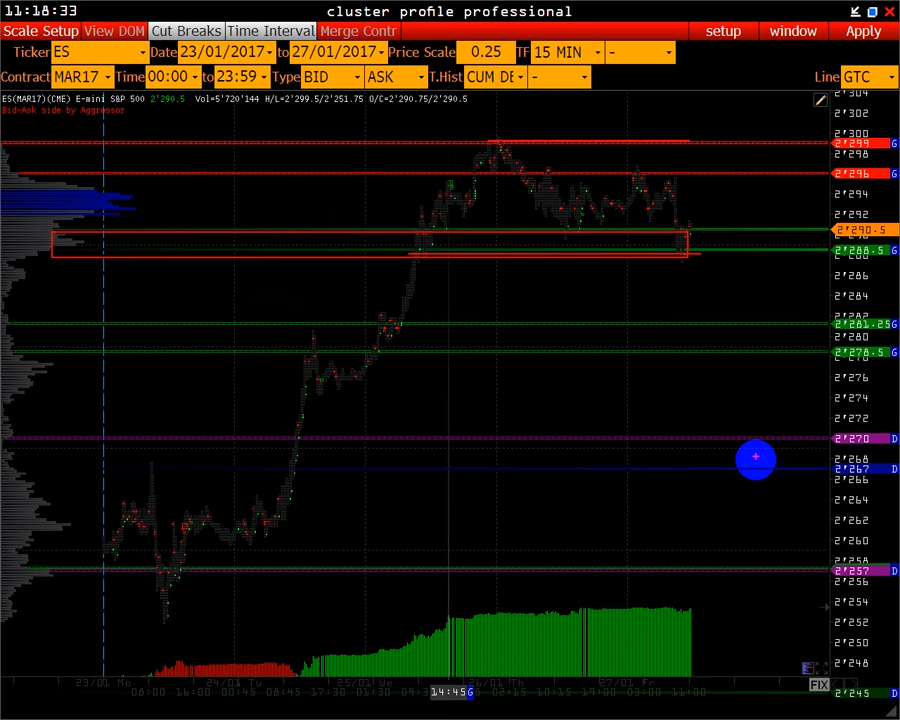 11:18:33 cluster profile professional
Scale Setup View DOM Cut Breaks Time Interval Merge Contr setup window Apply
Ticker ES Date 23/01/2017 to 27/01/2017 Price Scale 0.25 TF 15 MIN -
Contract MAR17 Time 00:00 to 23:59 Type BID ASK T.Hist CUM DE - Line GTC
ES(MAR17)(CME) E-mini S&P 500 2'290.5 Vol=5'720'144 H/L=2'299.5/2'251.75 O/C=2'290.75/2'290.5
Bid-Ask side by Aggressor
2'304
2'302
2'300
2'299 G
2'298
2'296 G
2'294
2'292
2'290.5
2'288.5 G
2'286
2'284
2'282
2'281.25 G
2'280
2'278.5 G
2'276
2'274
2'272
2'270 D
2'268
2'267 D
2'266
2'264
2'262
2'260
2'258
2'257 D
2'256
2'254
2'252
2'250
2'248
FIX
23/01 Mo 24/01 Tu 25/01 We 26/01 Th 27/01 Fr
08:00 16:00 00:45 08:45 17:30 01:30 14:45 G 02:15 10:15 19:00 03:00 11:00
2'245 D